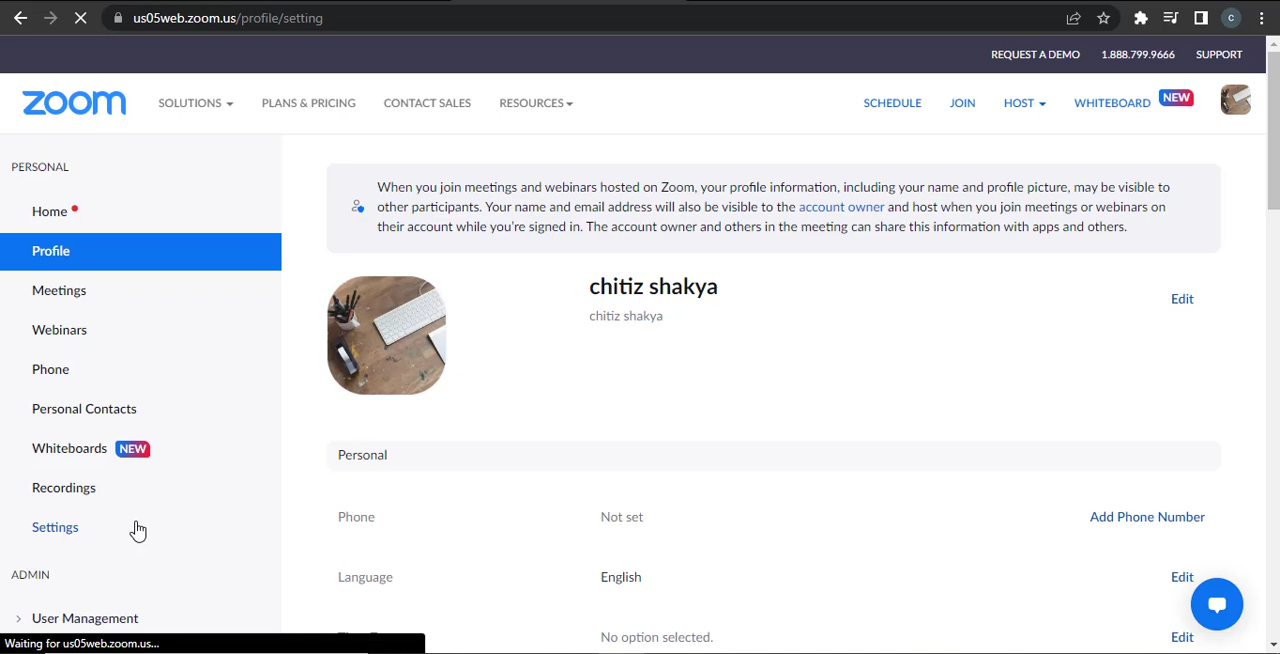 us05web.zoom.us/profile/setting
C
REQUEST A DEMO 1.888.799.9666 SUPPORT
zoom SOLUTIONS PLANS & PRICING CONTACT SALES RESOURCES SCHEDULE JOIN HOST WHITEBOARD NEW
PERSONAL
Home
Profile
Meetings
Webinars
Phone
Personal Contacts
Whiteboards NEW
Recordings
Settings
ADMIN
User Management
When you join meetings and webinars hosted on Zoom, your profile information, including your name and profile picture, may be visible to
other participants. Your name and email address will also be visible to the account owner and host when you join meetings or webinars on
their account while you're signed in. The account owner and others in the meeting can share this information with apps and others.
chitiz shakya
chitiz shakya
Edit
Personal
Phone Not set Add Phone Number
Language English Edit
No option selected. Edit
Waiting for us05web.zoom.us...